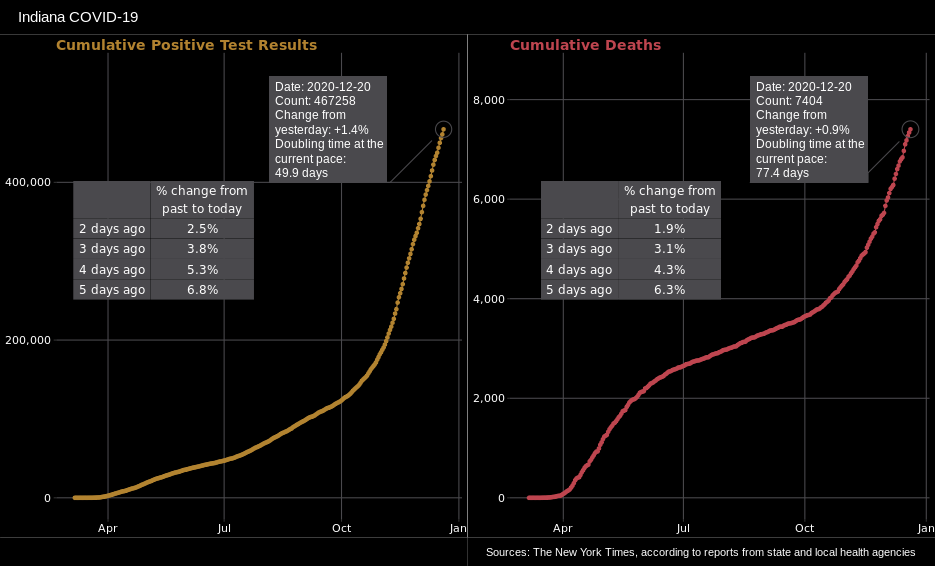 Indiana COVID-19
Cumulative Positive Test Results
Date: 2020-12-20
Count: 467258
Change from
yesterday: +1.4%
Doubling time at the
current pace:
49.9 days
% change from
past to today
2 days ago 2.5%
3 days ago 3.8%
4 days ago 5.3%
5 days ago 6.8%
400,000
200,000
0
Apr Jul Oct Jan
Cumulative Deaths
Date: 2020-12-20
Count: 7404
Change from
yesterday: +0.9%
Doubling time at the
current pace:
77.4 days
% change from
past to today
2 days ago 1.9%
3 days ago 3.1%
4 days ago 4.3%
5 days ago 6.3%
8,000
6,000
4,000
2,000
0
Apr Jul Oct Jan
Sources: The New York Times, according to reports from state and local health agencies